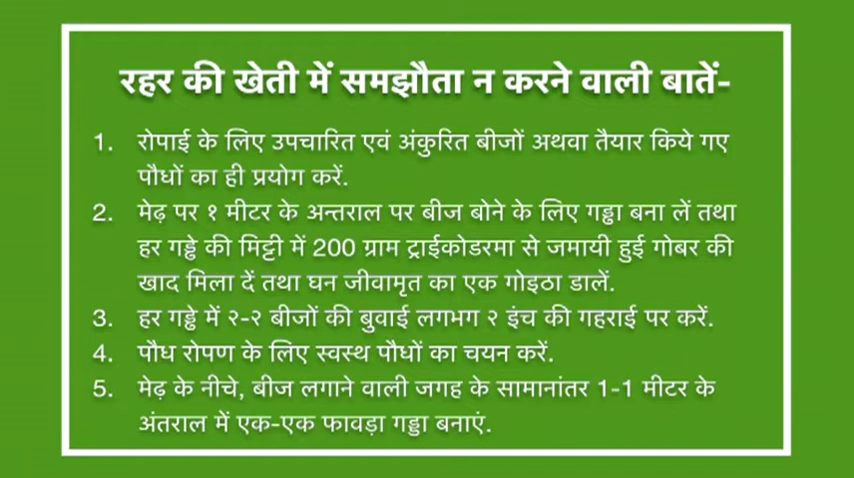 रहर की खेती में समझौता न करने वाली बातें-
1. रोपाई के लिए उपचारित एवं अंकुरित बीजों अथवा तैयार किये गए
पौधों का ही प्रयोग करें.
2. मेढ़ पर १ मीटर के अन्तराल पर बीज बोने के लिए गड्ढा बना लें तथा
हर गड्ढे की मिट्टी में 200 ग्राम ट्राईकोडरमा से जमायी हुई गोबर की
खाद मिला दें तथा घन जीवामृत का एक गोइठा डालें.
3. हर गड्ढे में २-२ बीजों की बुवाई लगभग २ इंच की गहराई पर करें.
4. पौध रोपण के लिए स्वस्थ पौधों का चयन करें.
5. मेढ़ के नीचे, बीज लगाने वाली जगह के सामानांतर 1-1 मीटर के
अंतराल में एक-एक फावड़ा गड्ढा बनाएं.